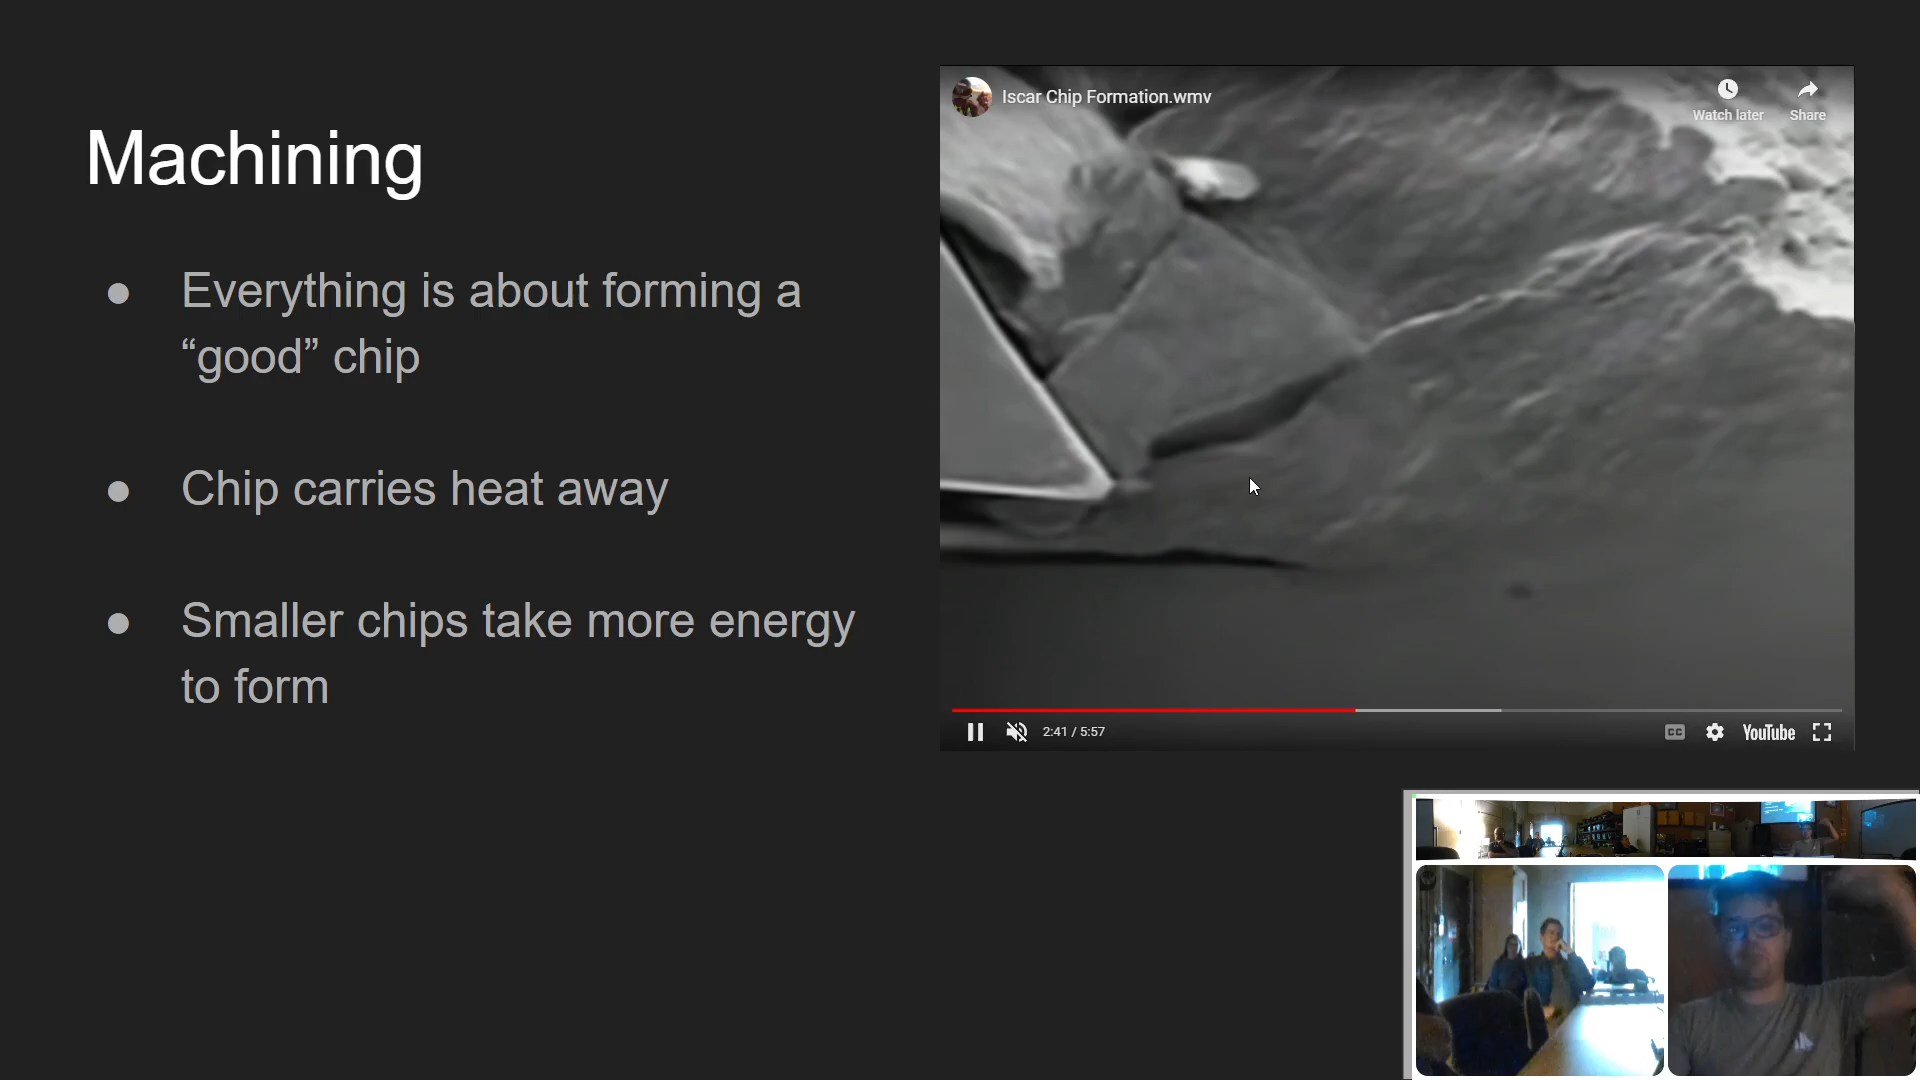 Machining
● Everything is about forming a
“good” chip
● Chip carries heat away
● Smaller chips take more energy
to form
Iscar Chip Formation.wmv
Watch later
Share
2:41 / 5:57
CC
YouTube